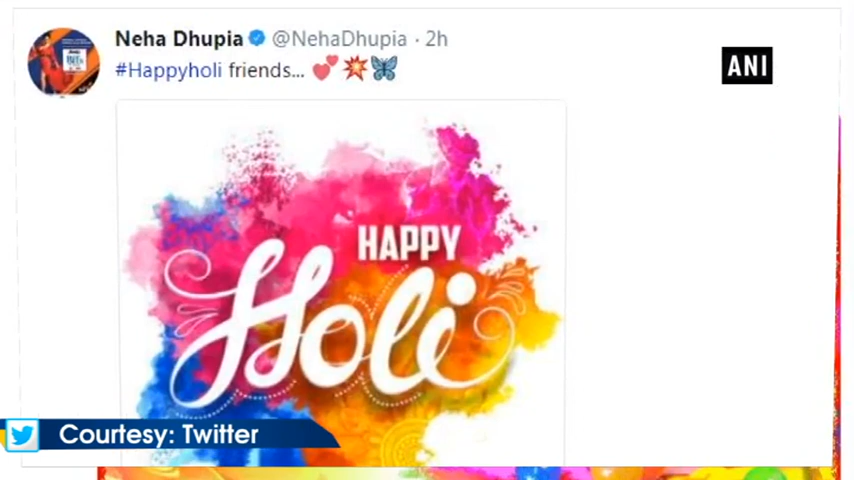 Neha Dhupia @NehaDhupia · 2h
#Happyholi friends... 💕💥🦋
ANI
HAPPY
Holi
Courtesy: Twitter